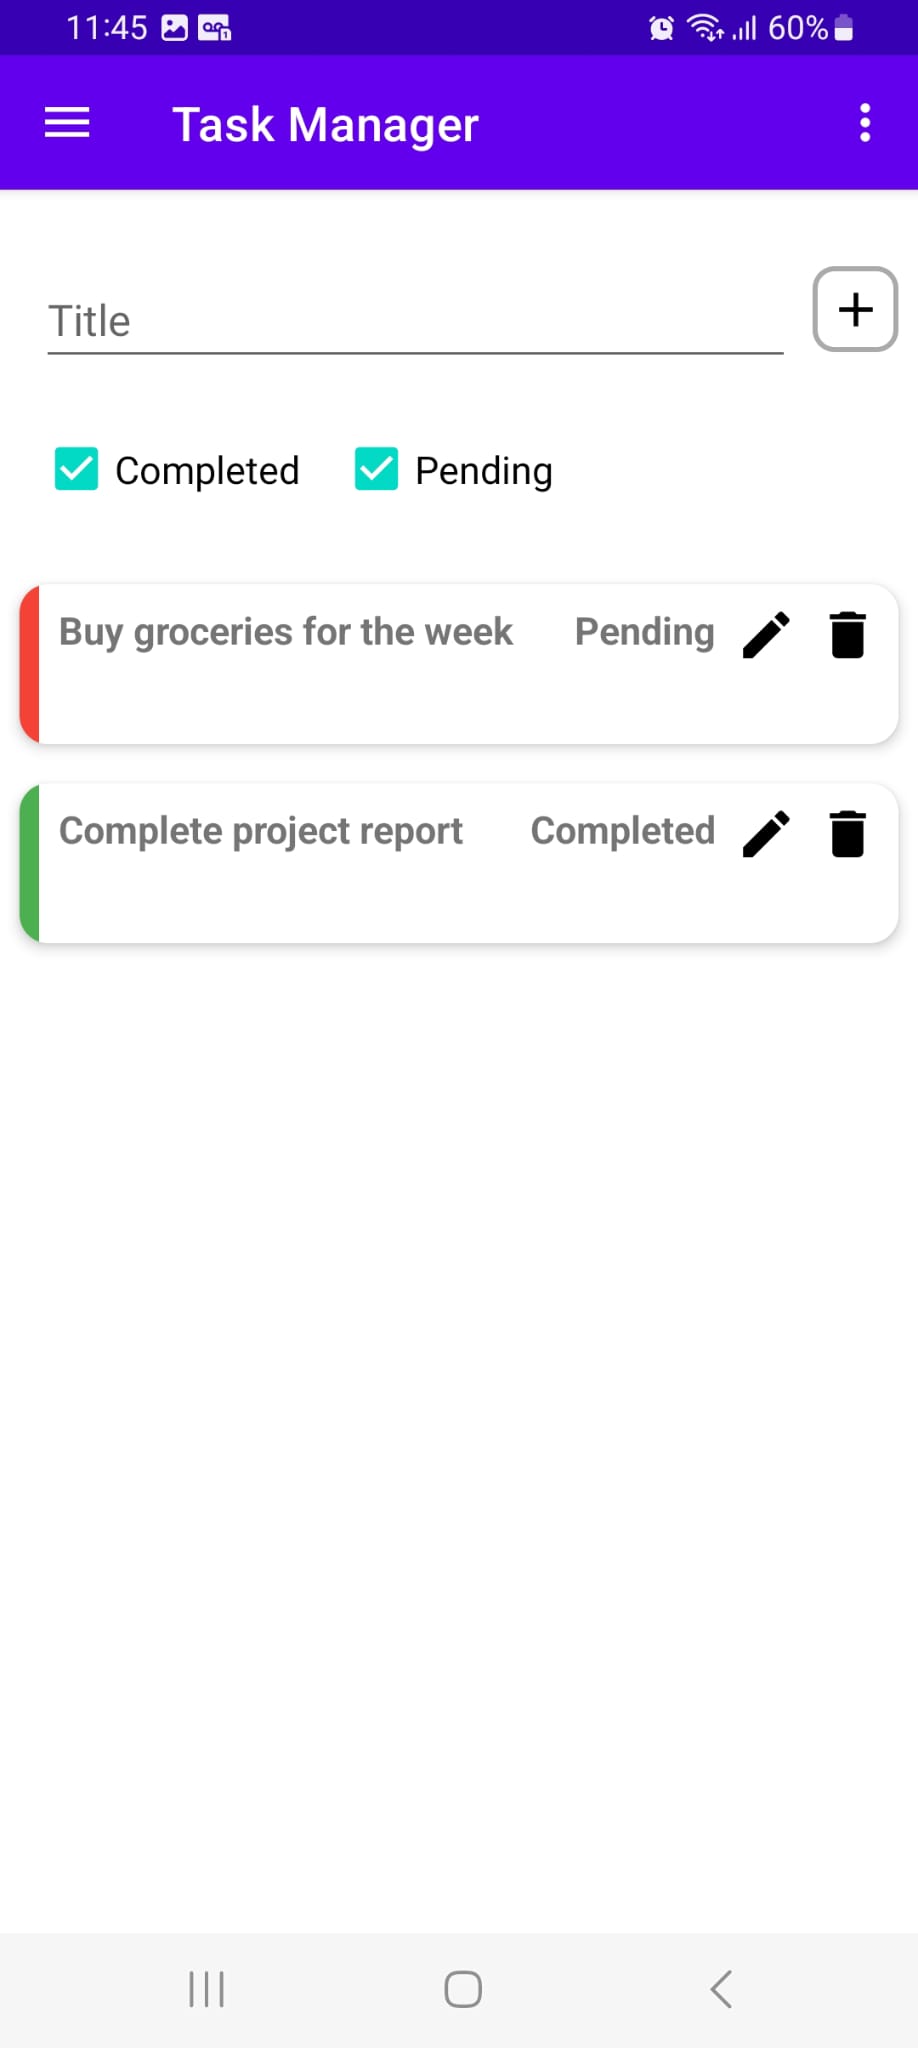 11:45 60%
Task Manager
Title
Completed Pending
Buy groceries for the week Pending
Complete project report Completed